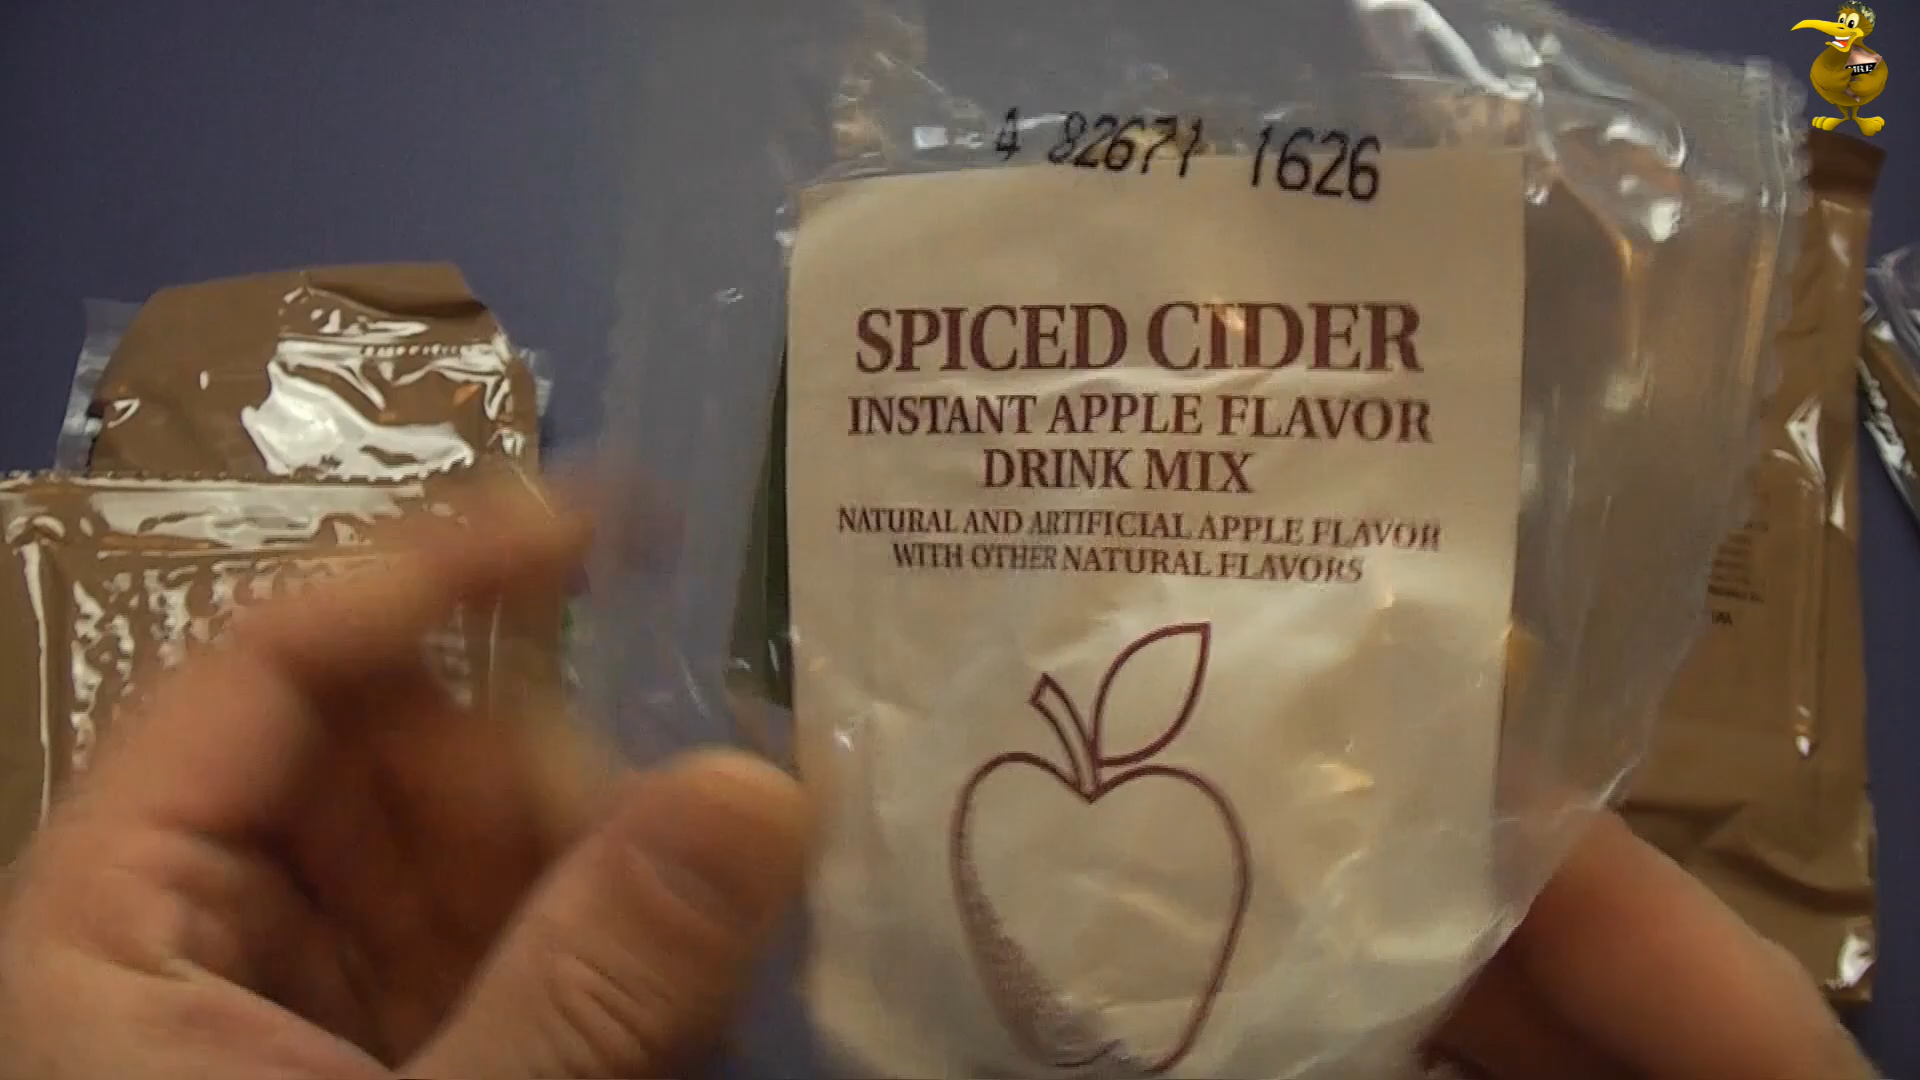 MRE
4 82671 1626
SPICED CIDER
INSTANT APPLE FLAVOR
DRINK MIX
NATURAL AND ARTIFICIAL APPLE FLAVOR
WITH OTHER NATURAL FLAVORS